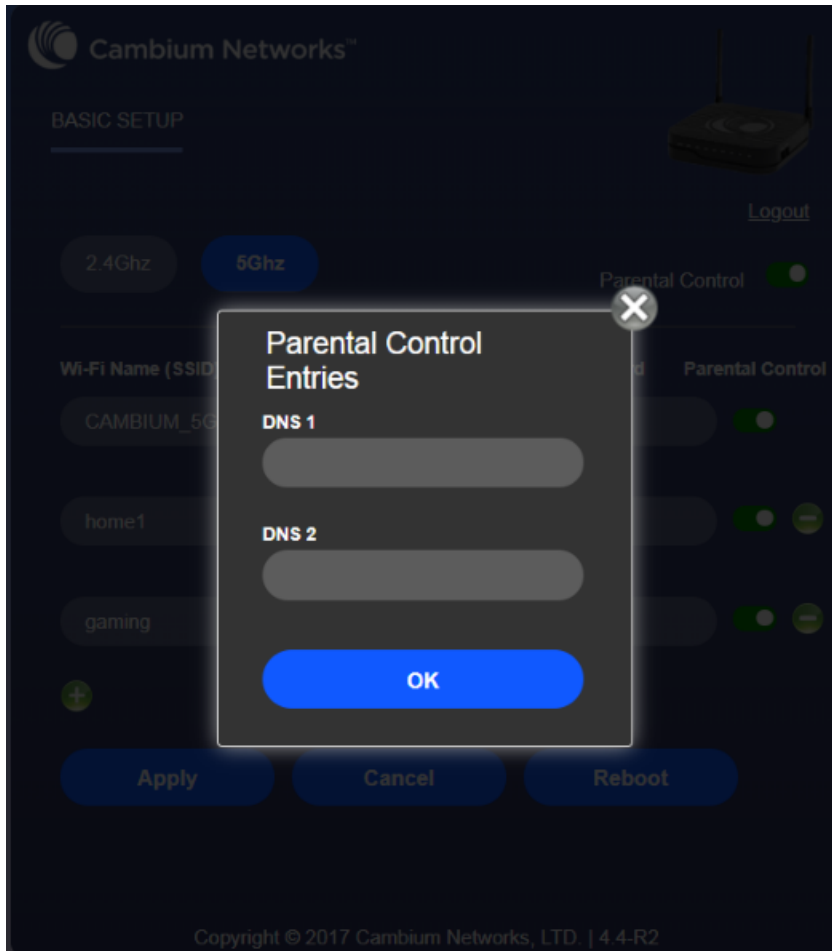 Cambium Networks™
BASIC SETUP
Logout
2.4Ghz
5Ghz
Parental Control
Parental Control
Entries
Wi-Fi Name (SSID)
Parental Control
CAMBIUM_5G
DNS 1
home1
DNS 2
gaming
OK
Apply
Cancel
Reboot
Copyright © 2017 Cambium Networks, LTD. | 4.4-R2